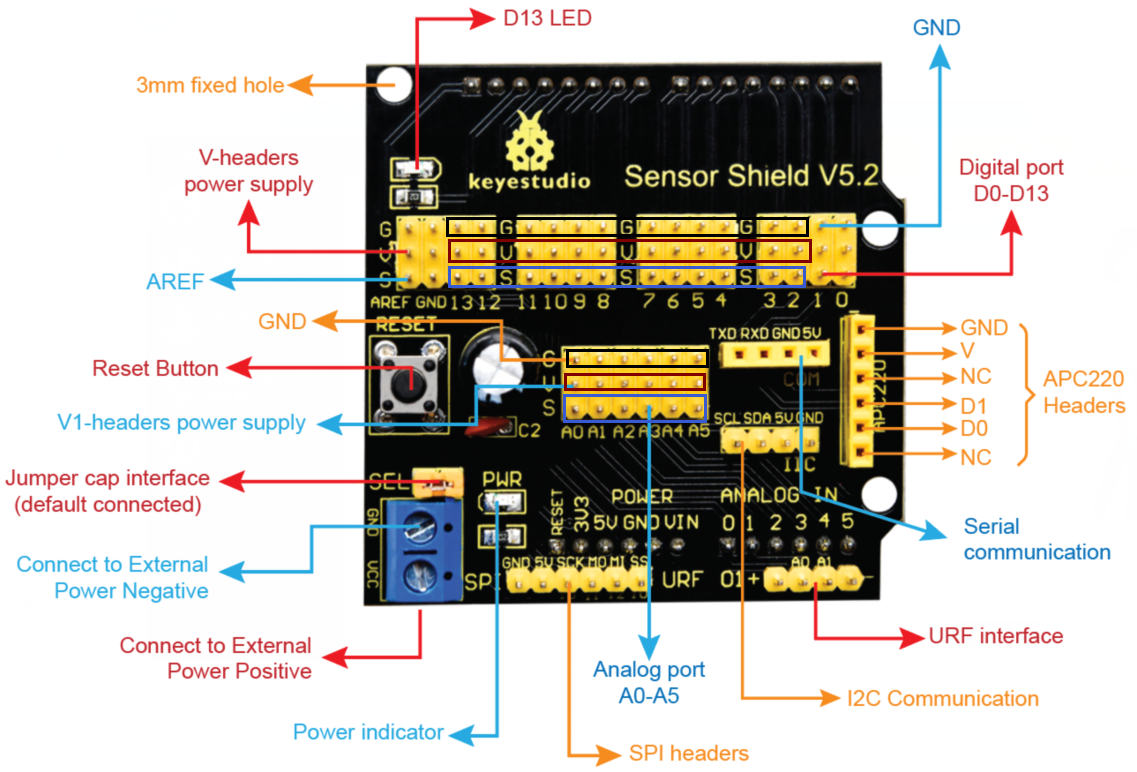 D13 LED
GND
3mm fixed hole
V-headers
power supply
keyestudio
Sensor Shield V5.2
Digital port
D0-D13
G G G G
V V V V
S S S S
AREF GND 13 12 11 10 9 8 7 6 5 4 3 2 1 0
AREF
GND
RESET
TXD RXD GND 5V
COM
GND
V
NC
D1
D0
NC
APC220
Headers
APC220
Reset Button
G
V
S
A0 A1 A2 A3 A4 A5
V1-headers power supply
C2
SCL SDA 5V GND
IIC
Jumper cap interface
(default connected)
SEL
PWR
RESET
3V3
POWER
5V GND VIN
ANALOG IN
0 1 2 3 4 5
GND
VCC
Connect to External
Power Negative
Serial
communication
SPI
GND 5V SCK MO MI SS
URF
01+
A0 A1
-
Connect to External
Power Positive
URF interface
Analog port
A0-A5
I2C Communication
Power indicator
SPI headers